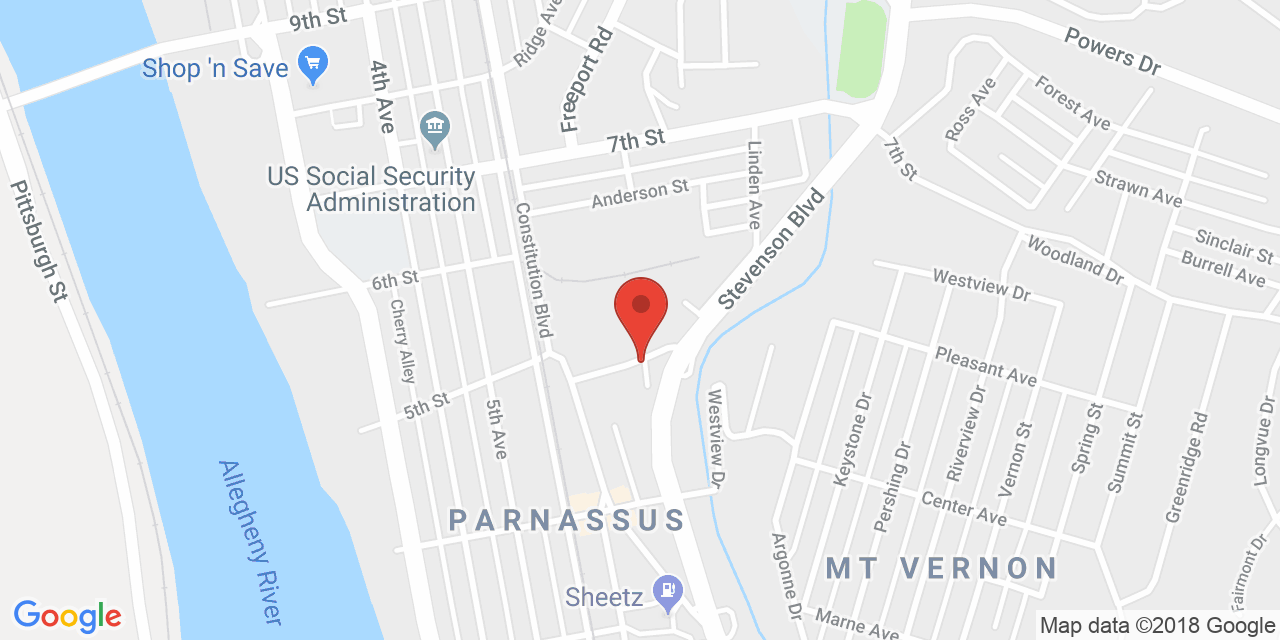 9th St
Ridge Ave
Freeport Rd
Powers Dr
Shop 'n Save
4th Ave
Ross Ave
Forest Ave
7th St
Linden Ave
7th St
US Social Security
Administration
Anderson St
Strawn Ave
Pittsburgh St
Constitution Blvd
Stevenson Blvd
Woodland Dr
Sinclair St
Burrell Ave
6th St
Westview Dr
Cherry Alley
Pleasant Ave
5th St
5th Ave
Westview Dr
Keystone Dr
Pershing Dr
Riverview Dr
Vernon St
Spring St
Summit St
Greenridge Rd
Longvue Dr
Allegheny River
PARNASSUS
Center Ave
Argonne Dr
MT VERNON
Fairmont Dr
Sheetz
Marne Ave
Google
Map data ©2018 Google